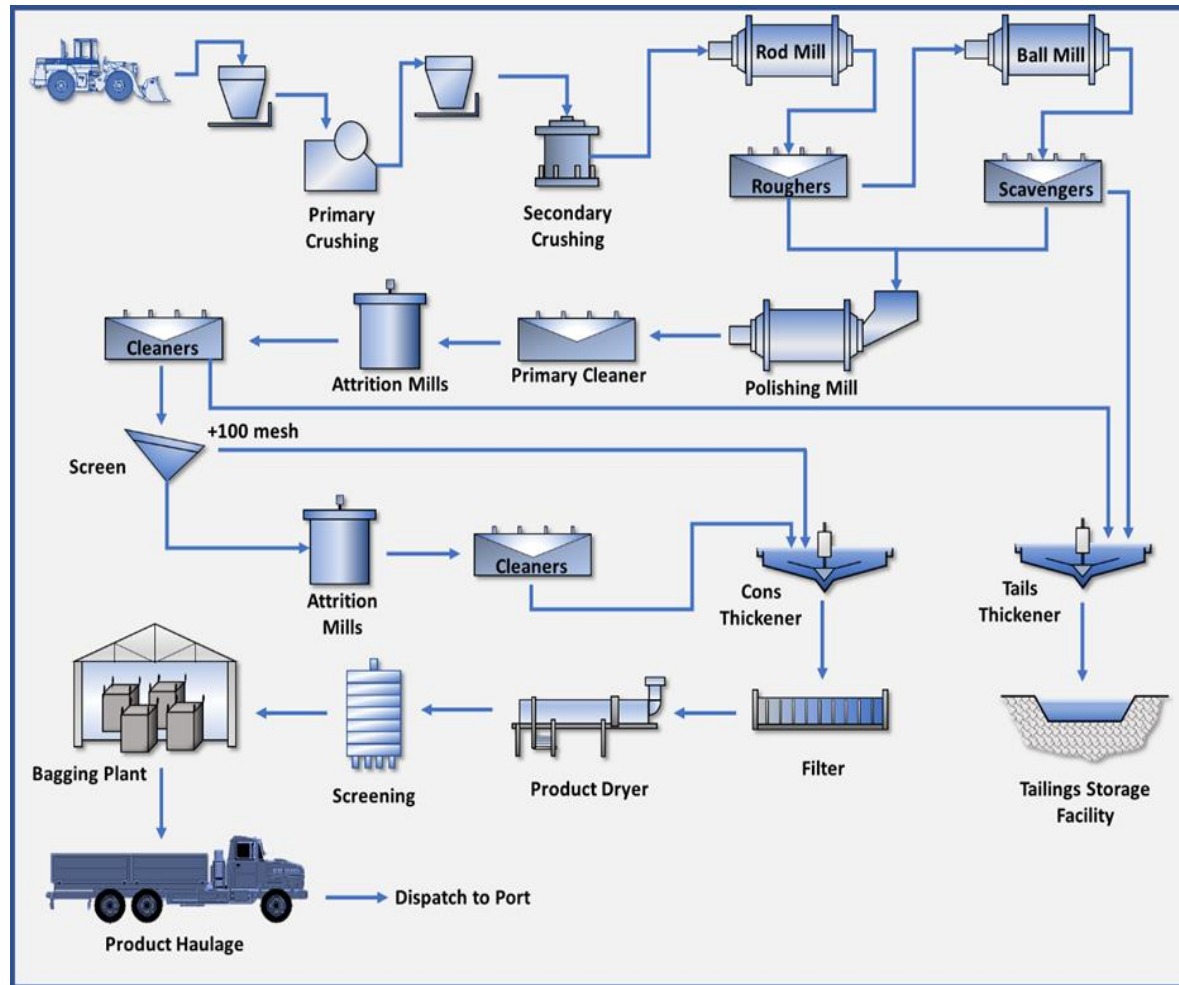 Rod Mill
Ball Mill
Roughers
Scavengers
Primary
Crushing
Secondary
Crushing
Cleaners
Attrition Mills
Primary Cleaner
Polishing Mill
+100 mesh
Screen
Cleaners
Attrition
Mills
Cons
Thickener
Tails
Thickener
Bagging Plant
Screening
Product Dryer
Filter
Tailings Storage
Facility
Product Haulage
Dispatch to Port